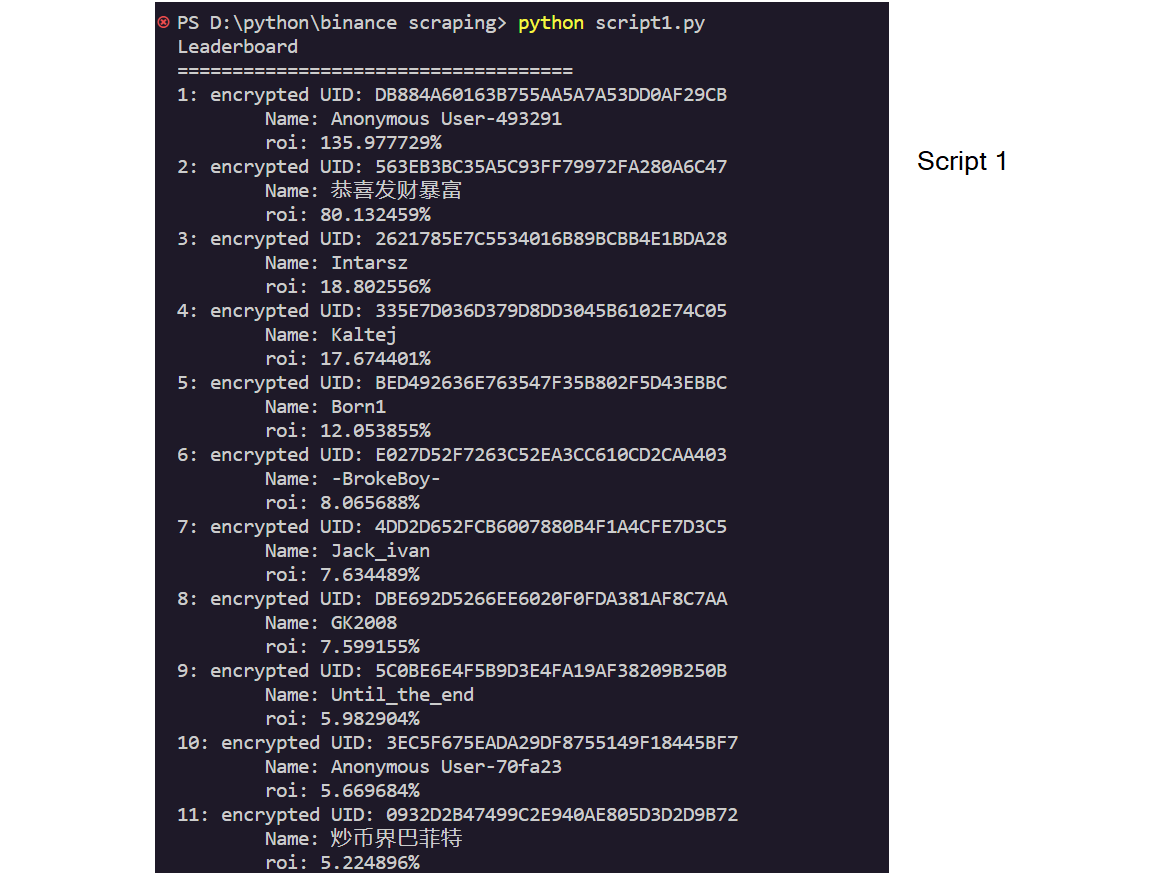 PS D:\python\binance scraping> python script1.py
Leaderboard
====================================
1: encrypted UID: DB884A60163B755AA5A7A53DD0AF29CB
Name: Anonymous User-493291
roi: 135.977729%
2: encrypted UID: 563EB3BC35A5C93FF79972FA280A6C47
Name: 恭喜发财暴富
roi: 80.132459%
3: encrypted UID: 2621785E7C5534016B89BCBB4E1BDA28
Name: Intarsz
roi: 18.802556%
4: encrypted UID: 335E7D036D379D8DD3045B6102E74C05
Name: Kaltej
roi: 17.674401%
5: encrypted UID: BED492636E763547F35B802F5D43EBBC
Name: Born1
roi: 12.053855%
6: encrypted UID: E027D52F7263C52EA3CC610CD2CAA403
Name: -BrokeBoy-
roi: 8.065688%
7: encrypted UID: 4DD2D652FCB6007880B4F1A4CFE7D3C5
Name: Jack_ivan
roi: 7.634489%
8: encrypted UID: DBE692D5266EE6020F0FDA381AF8C7AA
Name: GK2008
roi: 7.599155%
9: encrypted UID: 5C0BE6E4F5B9D3E4FA19AF38209B250B
Name: Until_the_end
roi: 5.982904%
10: encrypted UID: 3EC5F675EADA29DF8755149F18445BF7
Name: Anonymous User-70fa23
roi: 5.669684%
11: encrypted UID: 0932D2B47499C2E940AE805D3D2D9B72
Name: 炒币界巴菲特
roi: 5.224896%
Script 1